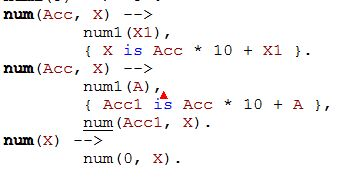 num(Acc, X) -->
num1(X1),
{ X is Acc * 10 + X1 }.
num(Acc, X) -->
num1(A),
{ Acc1 is Acc * 10 + A },
num(Acc1, X).
num(X) -->
num(0, X).